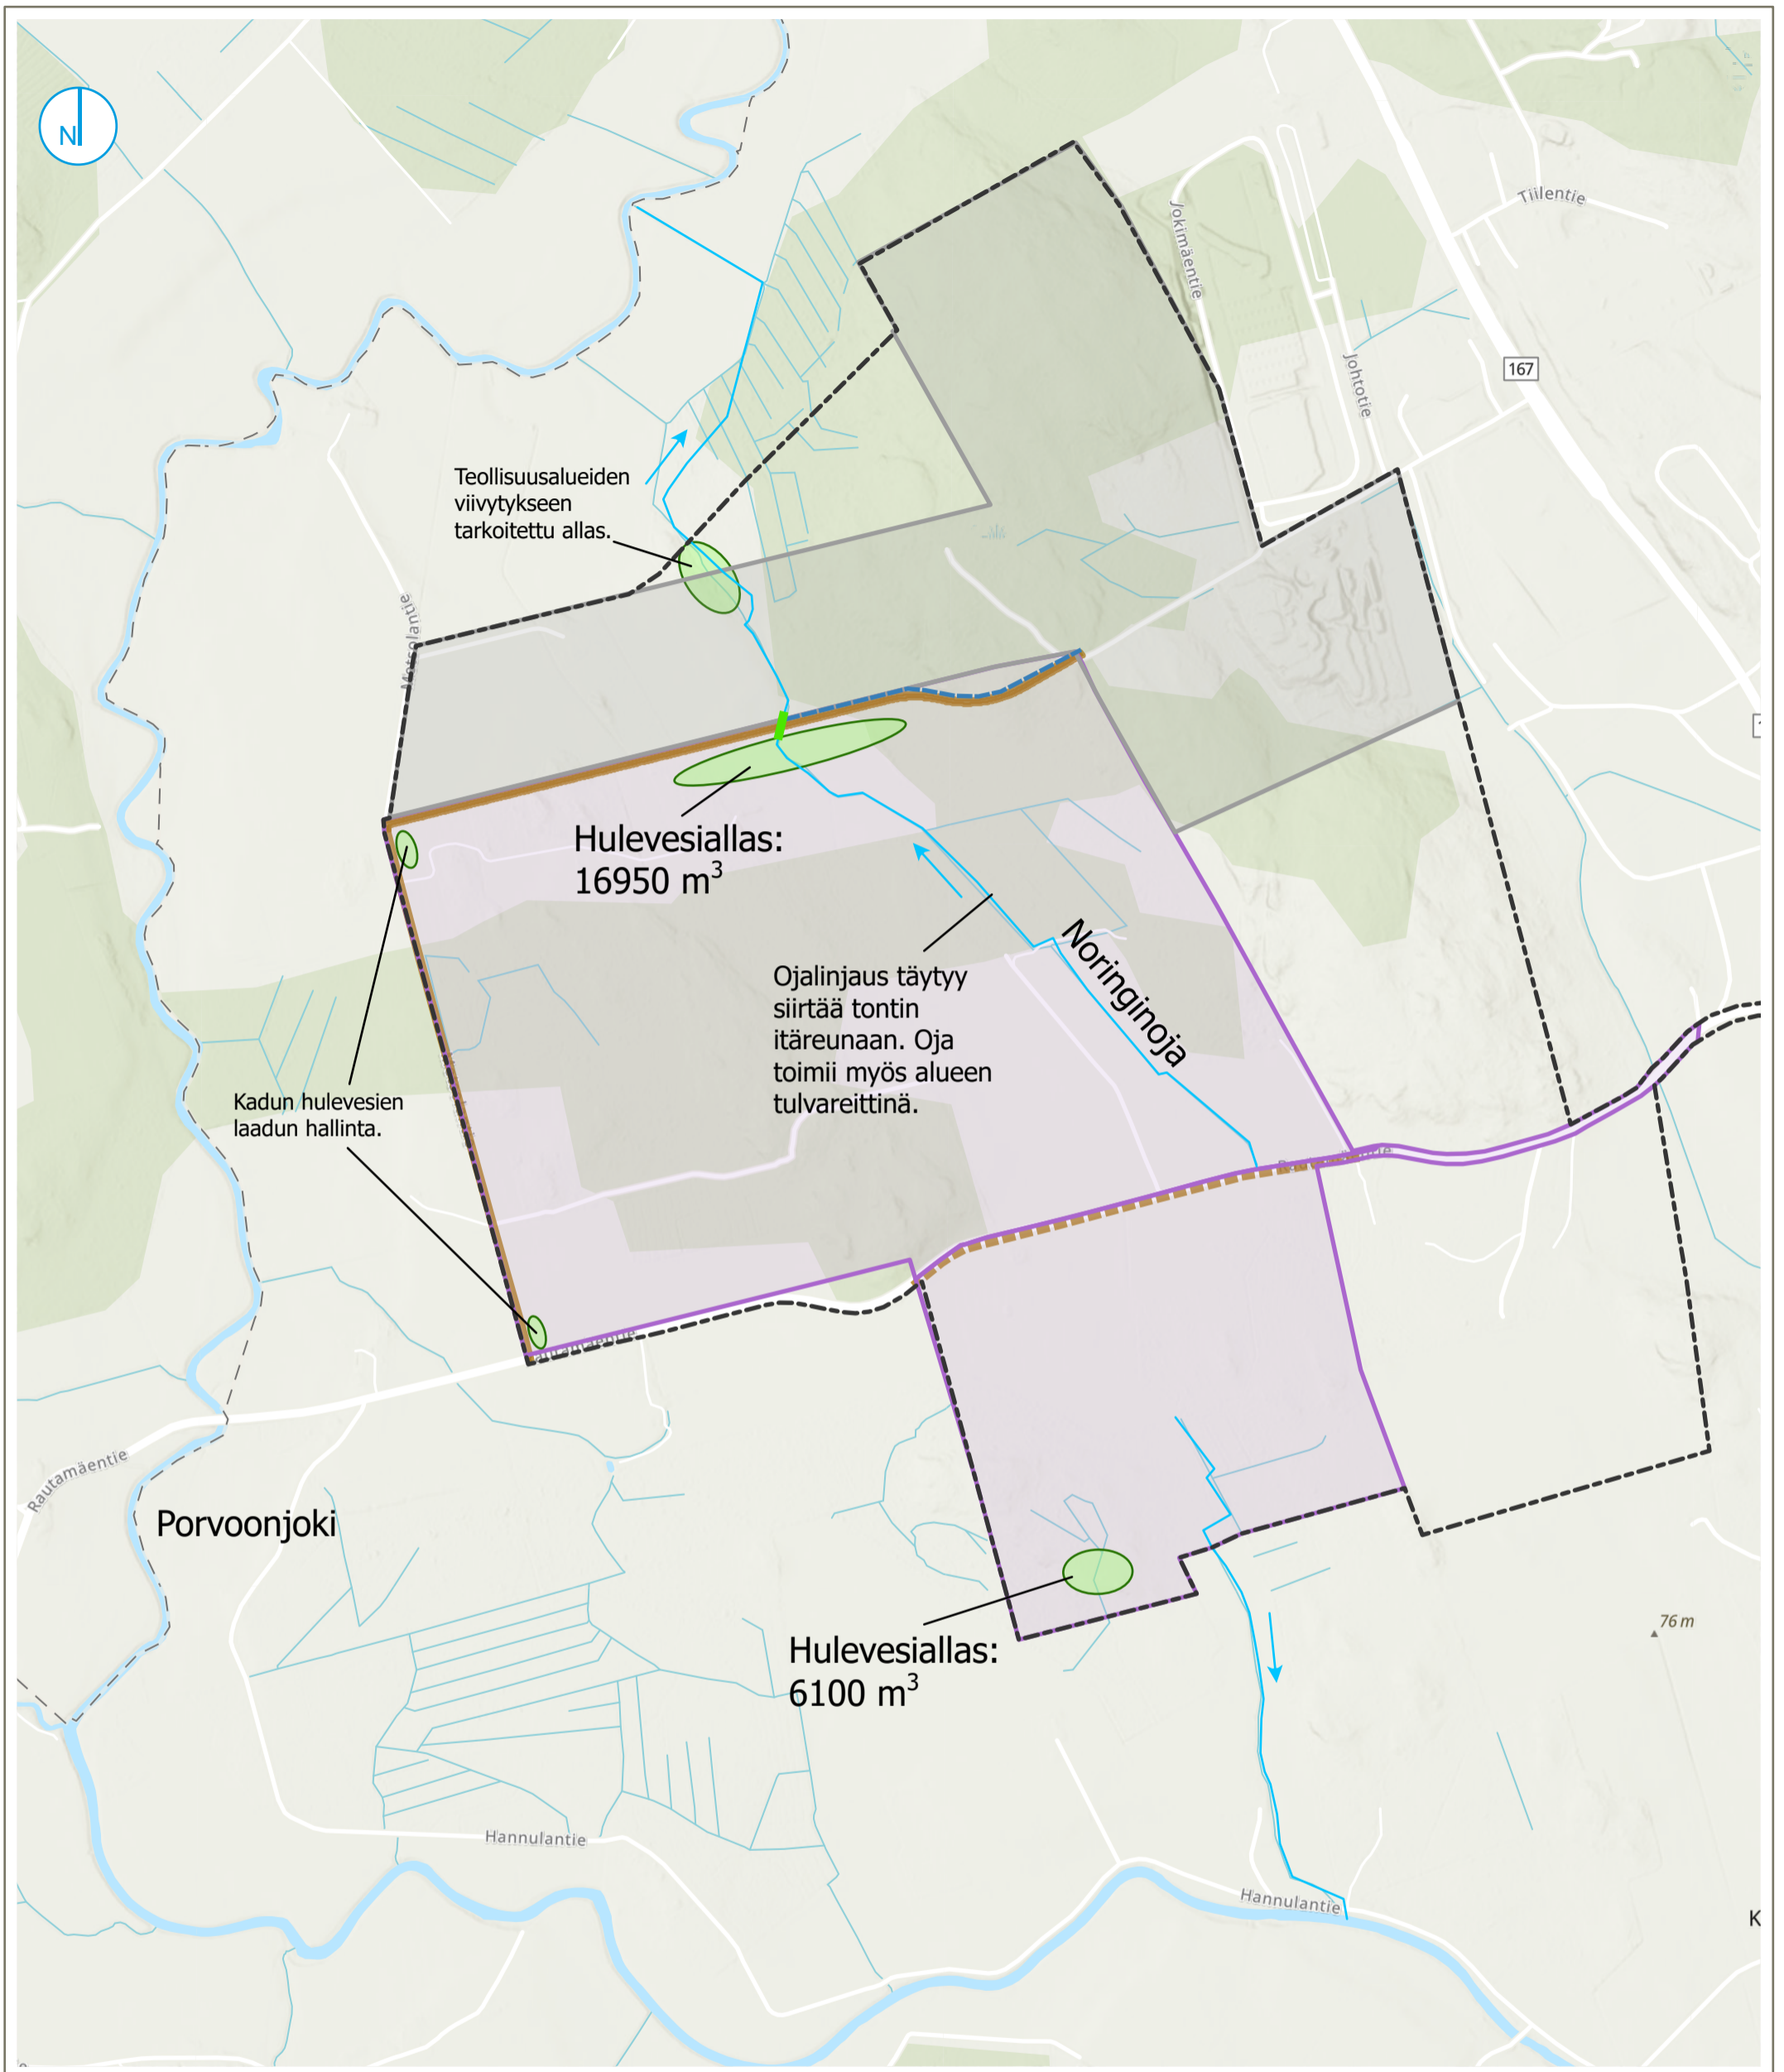 N
Tiilentie
Jokimäentie
Johtotie
167
Teollisuusalueiden
viivytykseen
tarkoitettu allas.
Hulevesiallas:
16950 m³
Noringinoja
Ojalinjaus täytyy
siirtää tontin
itäreunaan. Oja
toimii myös alueen
tulvareittinä.
Kadun hulevesien
laadun hallinta.
Rautamäentie
Porvoonjoki
76 m
Hulevesiallas:
6100 m³
Hannulantie
Hannulantie
K